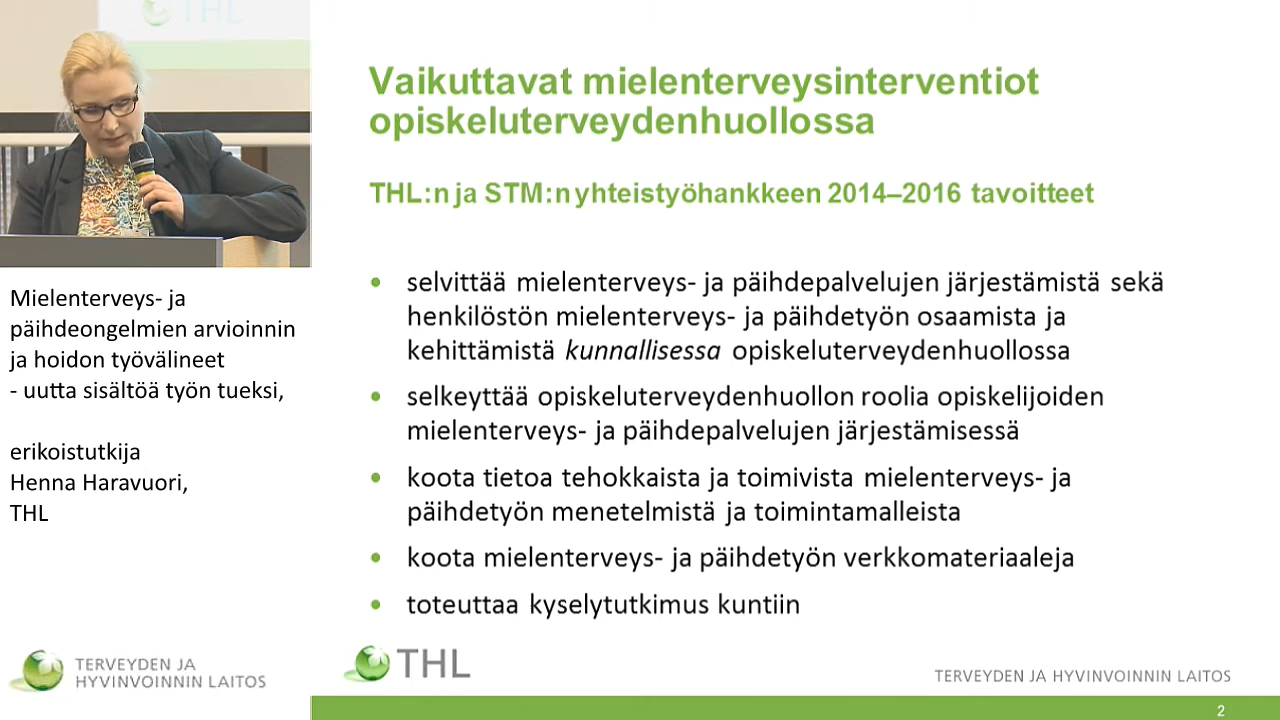 THL
Mielenterveys- ja
päihdeongelmien arvioinnin
ja hoidon työvälineet
- uutta sisältöä työn tueksi,
erikoistutkija
Henna Haravuori,
THL
TERVEYDEN JA
HYVINVOINNIN LAITOS
Vaikuttavat mielenterveysinterventiot
opiskeluterveydenhuollossa
THL:n ja STM:n yhteistyöhankkeen 2014–2016 tavoitteet
• selvittää mielenterveys- ja päihdepalvelujen järjestämistä sekä
henkilöstön mielenterveys- ja päihdetyön osaamista ja
kehittämistä kunnallisessa opiskeluterveydenhuollossa
• selkeyttää opiskeluterveydenhuollon roolia opiskelijoiden
mielenterveys- ja päihdepalvelujen järjestämisessä
• koota tietoa tehokkaista ja toimivista mielenterveys- ja
päihdetyön menetelmistä ja toimintamalleista
• koota mielenterveys- ja päihdetyön verkkomateriaaleja
• toteuttaa kyselytutkimus kuntiin
THL
TERVEYDEN JA HYVINVOINNIN LAITOS
2